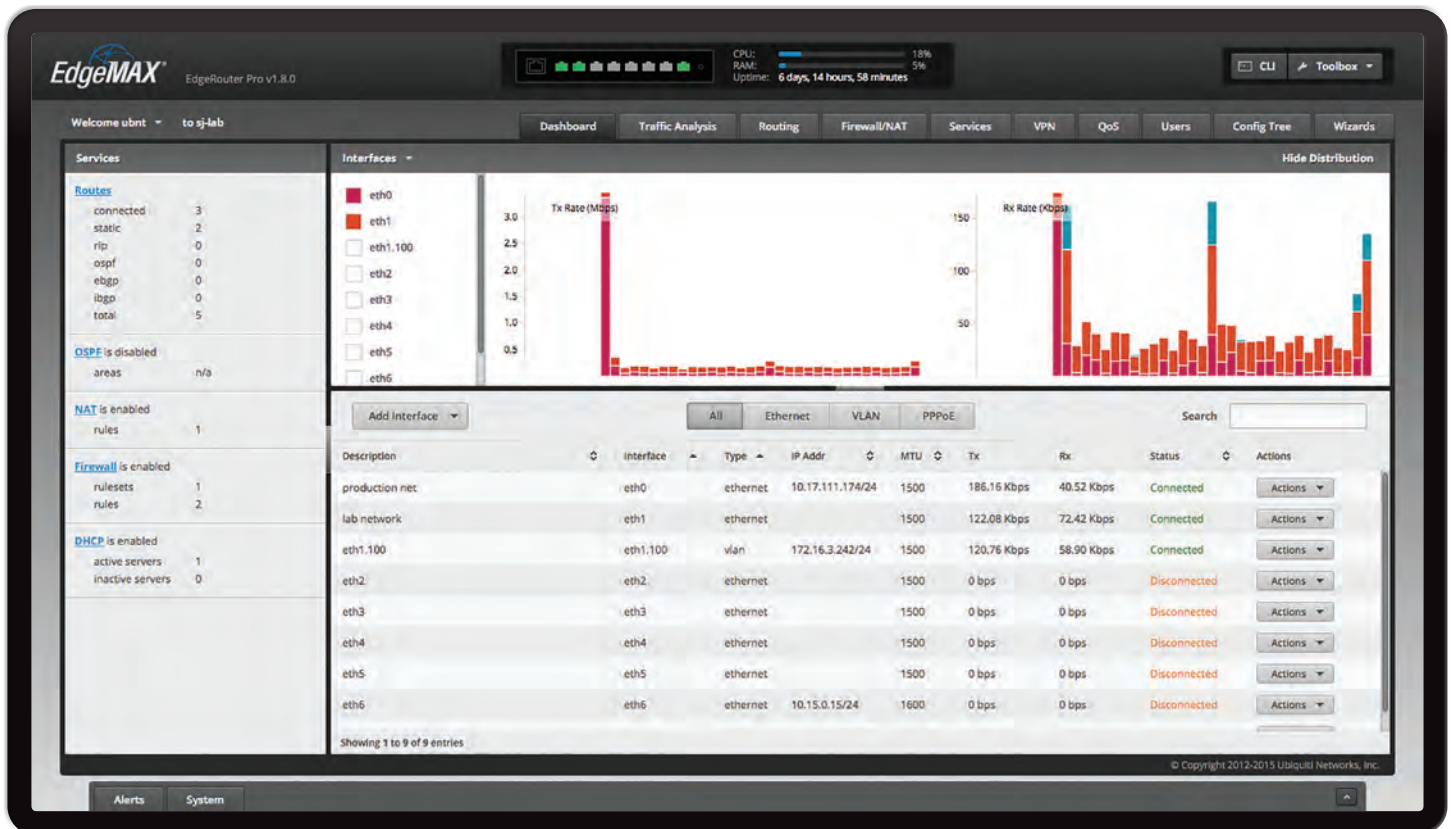 EdgeMAX® EdgeRouter Pro v1.8.0
CPU: 18%
RAM: 5%
Uptime: 6 days, 14 hours, 58 minutes
CLI Toolbox
Welcome ubnt to sj-lab
Dashboard Traffic Analysis Routing Firewall/NAT Services VPN QoS Users Config Tree Wizards
Services
Routes
connected 3
static 2
rip 0
ospf 0
ebgp 0
ibgp 0
total 5
OSPF is disabled
areas n/a
NAT is enabled
rules 1
Firewall is enabled
rulesets 1
rules 2
DHCP is enabled
active servers 1
inactive servers 0
Interfaces Hide Distribution
eth0
eth1
eth1.100
eth2
eth3
eth4
eth5
eth6
Tx Rate (Mbps)
3.0
2.5
2.0
1.5
1.0
0.5
Rx Rate (Kbps)
150
100
50
Add Interface All Ethernet VLAN PPPoE Search
Description Interface Type IP Addr MTU Tx Rx Status Actions
production net eth0 ethernet 10.17.111.174/24 1500 186.16 Kbps 40.52 Kbps Connected Actions
lab network eth1 ethernet 1500 122.08 Kbps 72.42 Kbps Connected Actions
eth1.100 eth1.100 vlan 172.16.3.242/24 1500 120.76 Kbps 58.90 Kbps Connected Actions
eth2 eth2 ethernet 1500 0 bps 0 bps Disconnected Actions
eth3 eth3 ethernet 1500 0 bps 0 bps Disconnected Actions
eth4 eth4 ethernet 1500 0 bps 0 bps Disconnected Actions
eth5 eth5 ethernet 1500 0 bps 0 bps Disconnected Actions
eth6 eth6 ethernet 10.15.0.15/24 1600 0 bps 0 bps Disconnected Actions
Showing 1 to 9 of 9 entries
© Copyright 2012-2015 Ubiquiti Networks, Inc.
Alerts System